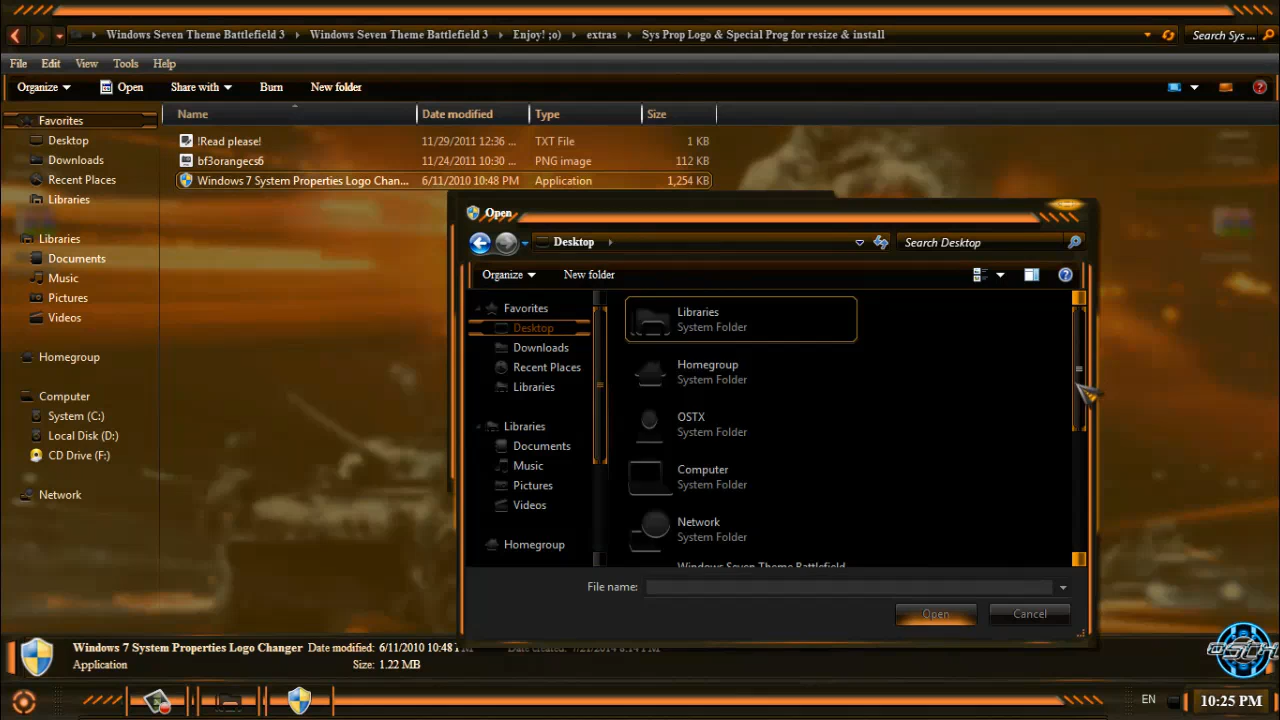 Windows Seven Theme Battlefield 3 Windows Seven Theme Battlefield 3 Enjoy! ;o) extras Sys Prop Logo & Special Prog for resize & install Search Sys ...
File Edit View Tools Help
Organize Open Share with Burn New folder
Name Date modified Type Size
Favorites
Desktop
Downloads
Recent Places
Libraries
Libraries
Documents
Music
Pictures
Videos
Homegroup
Computer
System (C:)
Local Disk (D:)
CD Drive (F:)
Network
!Read please! 11/29/2011 12:36 ... TXT File 1 KB
bf3orangecs6 11/24/2011 10:30 ... PNG image 112 KB
Windows 7 System Properties Logo Chan... 6/11/2010 10:48 PM Application 1,254 KB
Open
Desktop Search Desktop
Organize New folder
Favorites
Desktop
Downloads
Recent Places
Libraries
Libraries
Documents
Music
Pictures
Videos
Homegroup
Libraries
System Folder
Homegroup
System Folder
OSTX
System Folder
Computer
System Folder
Network
System Folder
Windows Seven Theme Battlefield
File name:
Open Cancel
Windows 7 System Properties Logo Changer Date modified: 6/11/2010 10:48 Date created:
Application Size: 1.22 MB
EN 10:25 PM